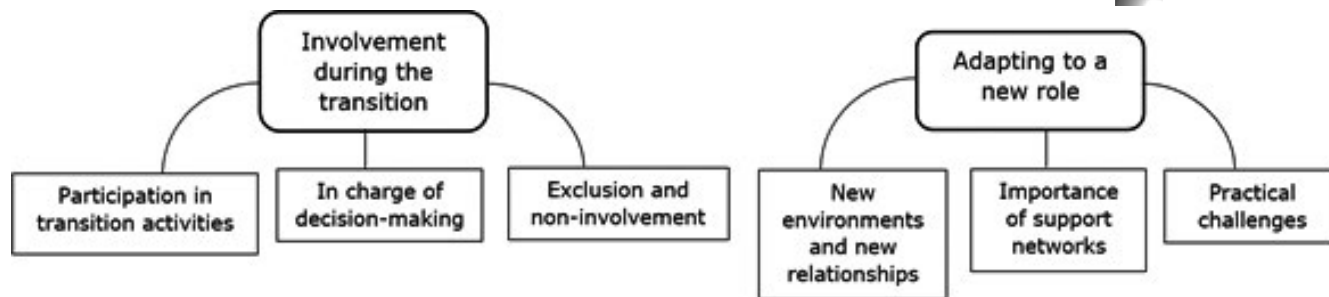 Involvement
during the
transition
Participation in
transition activities
In charge of
decision-making
Exclusion and
non-involvement
Adapting to a
new role
New
environments
and new
relationships
Importance
of support
networks
Practical
challenges